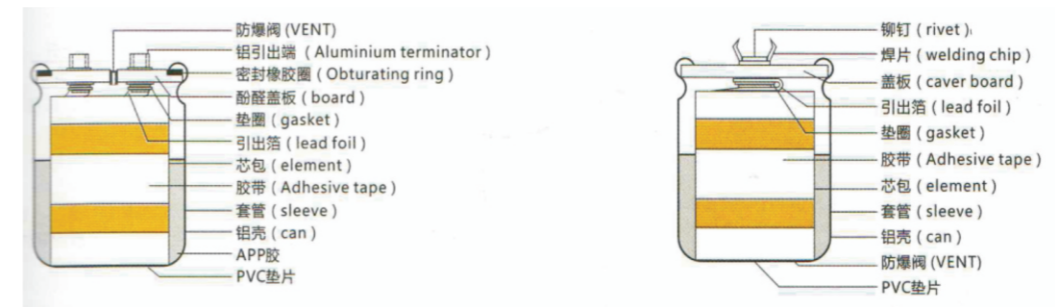 防爆阀 (VENT)
铝引出端 ( Aluminium terminator )
密封橡胶圈 ( Obturating ring )
酚醛盖板 ( board )
垫圈 ( gasket )
引出箔 ( lead foil )
芯包 ( element )
胶带 ( Adhesive tape )
套管 ( sleeve )
铝壳 ( can )
APP胶
PVC垫片
铆钉 ( rivet )
焊片 ( welding chip )
盖板 ( caver board )
引出箔 ( lead foil )
垫圈 ( gasket )
胶带 ( Adhesive tape )
芯包 ( element )
套管 ( sleeve )
铝壳 ( can )
防爆阀 (VENT)
PVC垫片